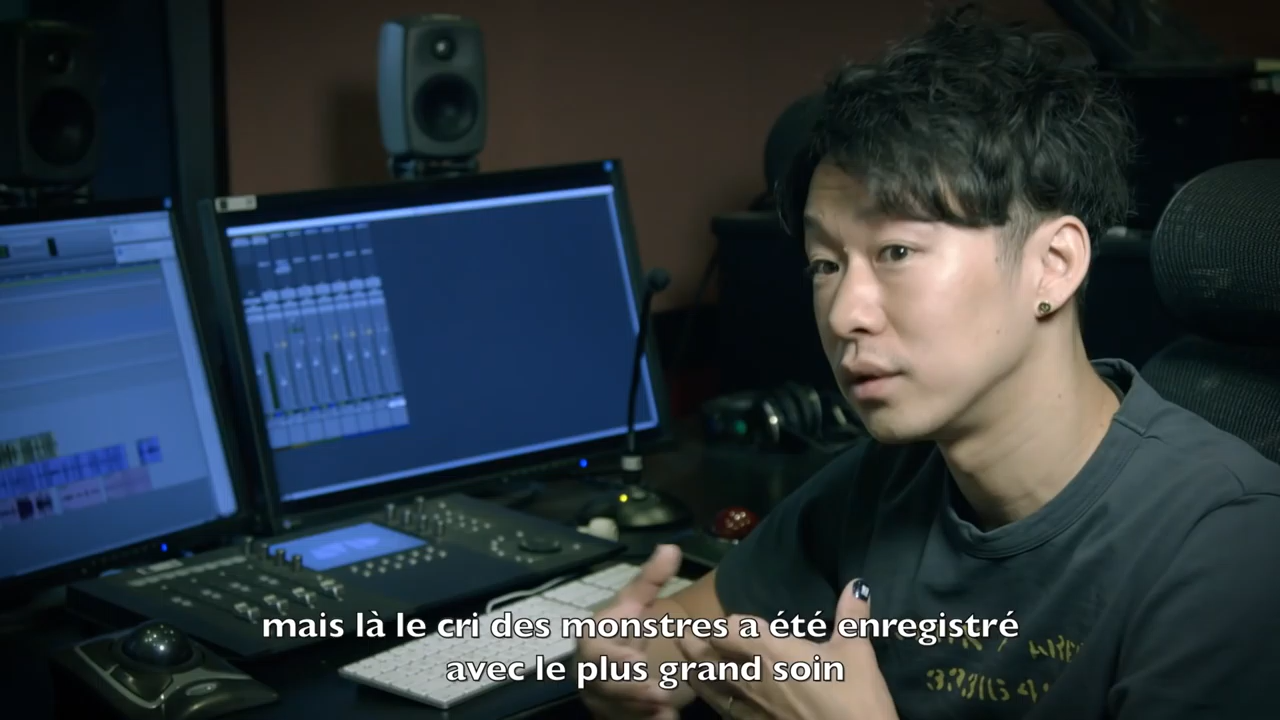 mais là le cri des monstres a été enregistré
avec le plus grand soin